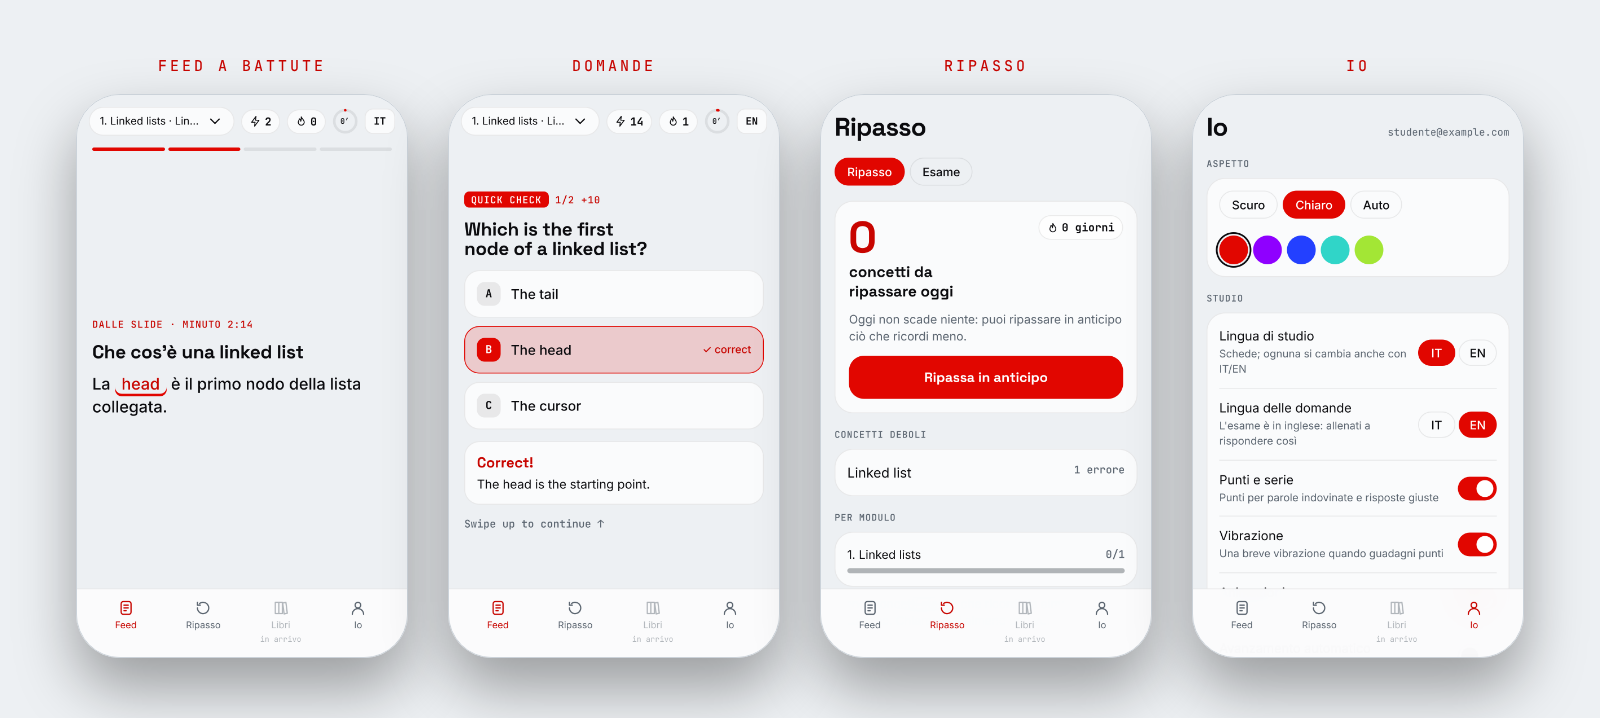 FEED A BATTUTE
1. Linked lists · Lin...
2
0
0'
IT
DALLE SLIDE · MINUTO 2:14
Che cos'è una linked list
La head è il primo nodo della lista
collegata.
Feed
Ripasso
Libri
in arrivo
Io
DOMANDE
1. Linked lists · Li...
14
1
0'
EN
QUICK CHECK 1/2 +10
Which is the first
node of a linked list?
A The tail
B The head ✓ correct
C The cursor
Correct!
The head is the starting point.
Swipe up to continue ↑
Feed
Ripasso
Libri
in arrivo
Io
RIPASSO
Ripasso
Ripasso
Esame
0
0 giorni
concetti da
ripassare oggi
Oggi non scade niente: puoi ripassare in anticipo
ciò che ricordi meno.
Ripassa in anticipo
CONCETTI DEBOLI
Linked list 1 errore
PER MODULO
1. Linked lists 0/1
Feed
Ripasso
Libri
in arrivo
Io
IO
Io
studente@example.com
ASPETTO
Scuro
Chiaro
Auto
STUDIO
Lingua di studio
Schede; ognuna si cambia anche con
IT/EN
IT
EN
Lingua delle domande
L'esame è in inglese: allenati a
rispondere così
IT
EN
Punti e serie
Punti per parole indovinate e risposte giuste
Vibrazione
Una breve vibrazione quando guadagni punti
Feed
Ripasso
Libri
in arrivo
Io